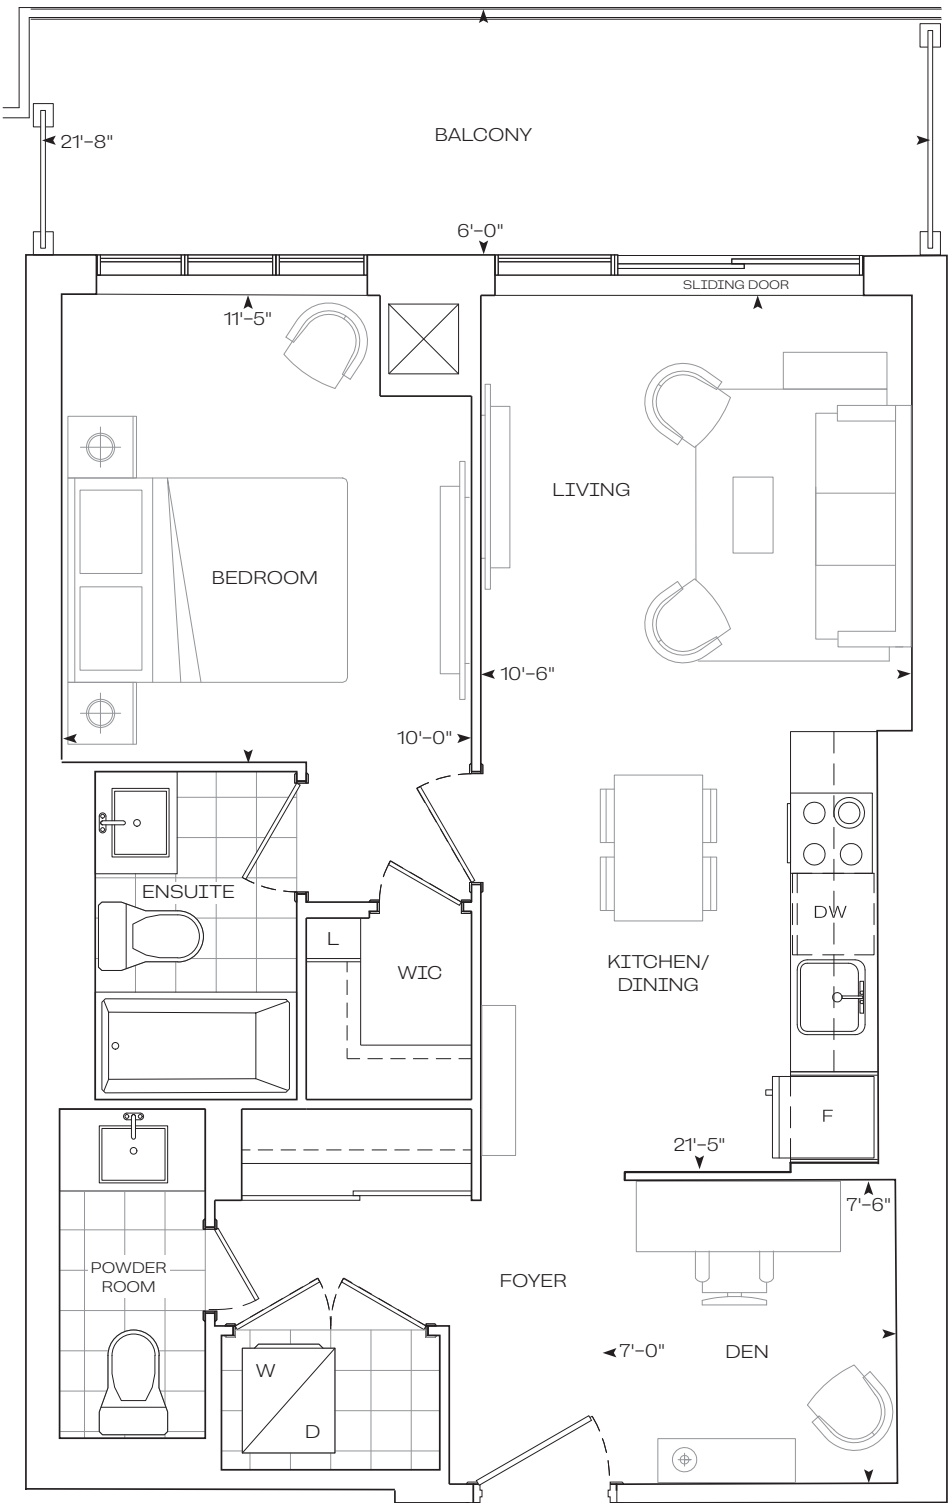 BALCONY
21'-8"
6'-0"
SLIDING DOOR
11'-5"
LIVING
BEDROOM
10'-6"
10'-0"
ENSUITE
DW
L
WIC
KITCHEN/
DINING
F
21'-5"
7'-6"
POWDER
ROOM
FOYER
7'-0"
DEN
W
D